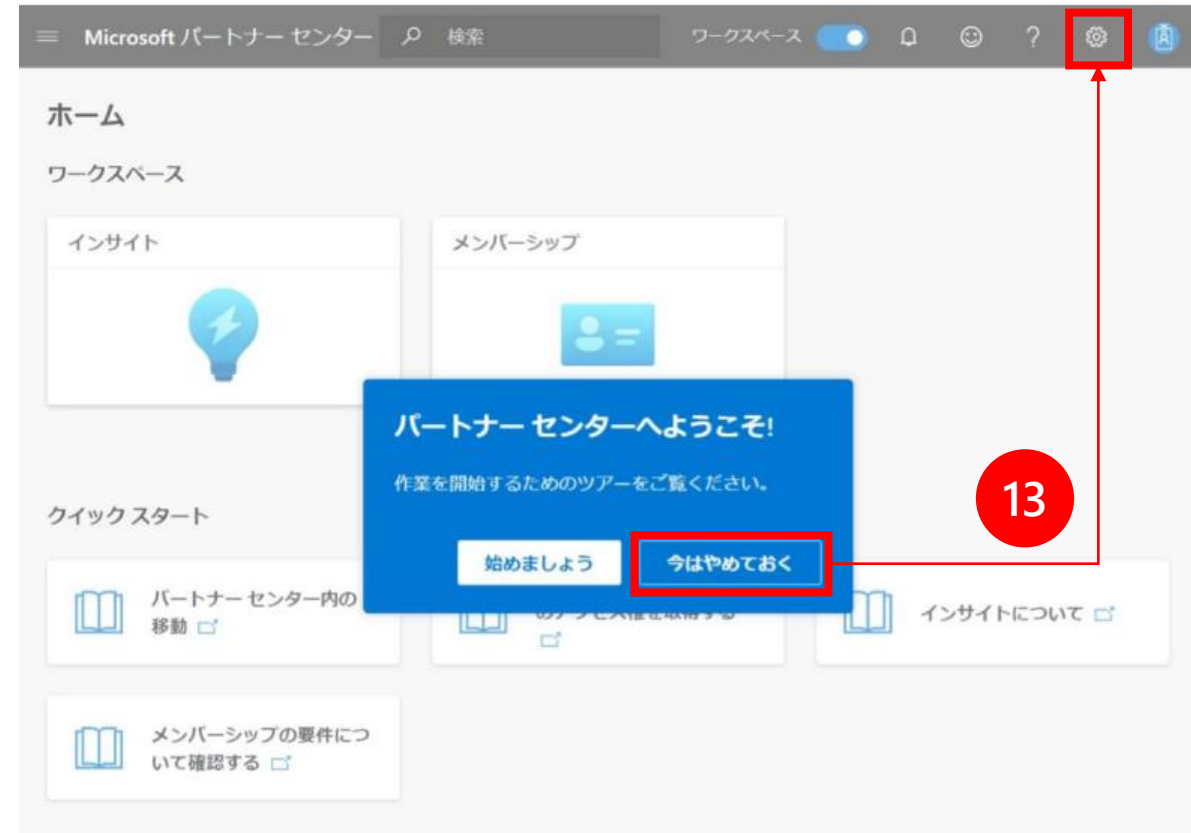 Microsoft パートナー センター
検索
ワークスペース
?
ホーム
ワークスペース
インサイト
メンバーシップ
パートナー センターへようこそ!
作業を開始するためのツアーをご覧ください。
始めましょう
今はやめておく
13
クイック スタート
パートナー センター内の
移動
インサイトについて
メンバーシップの要件につ
いて確認する